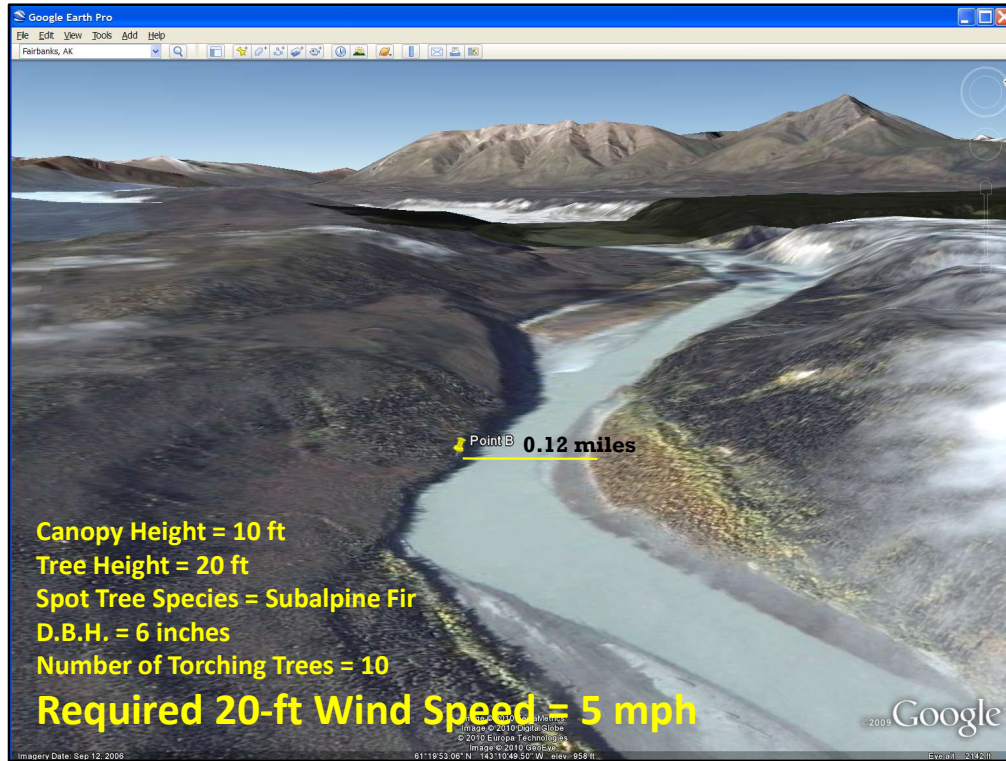 Google Earth Pro
File Edit View Tools Add Help
Fairbanks, AK
Point B 0.12 miles
Canopy Height = 10 ft
Tree Height = 20 ft
Spot Tree Species = Subalpine Fir
D.B.H. = 6 inches
Number of Torching Trees = 10
Required 20-ft Wind Speed = 5 mph
Image © 2010 TerraMetrics
Image © 2010 DigitalGlobe
© 2010 Europa Technologies
Image © 2010 GeoEye
©2009 Google
Imagery Date: Sep 12, 2006 61°19'53.06" N 143°10'49.50" W elev 958 ft Eye alt 2142 ft